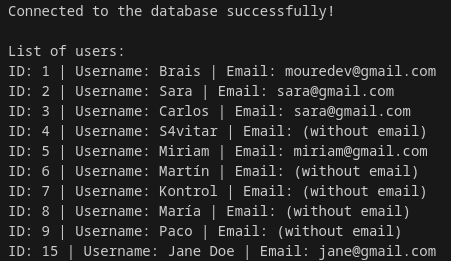 Connected to the database successfully!
List of users:
ID: 1 | Username: Brais | Email: mouredev@gmail.com
ID: 2 | Username: Sara | Email: sara@gmail.com
ID: 3 | Username: Carlos | Email: sara@gmail.com
ID: 4 | Username: S4vitar | Email: (without email)
ID: 5 | Username: Miriam | Email: miriam@gmail.com
ID: 6 | Username: Martín | Email: (without email)
ID: 7 | Username: Kontrol | Email: (without email)
ID: 8 | Username: María | Email: (without email)
ID: 9 | Username: Paco | Email: (without email)
ID: 15 | Username: Jane Doe | Email: jane@gmail.com